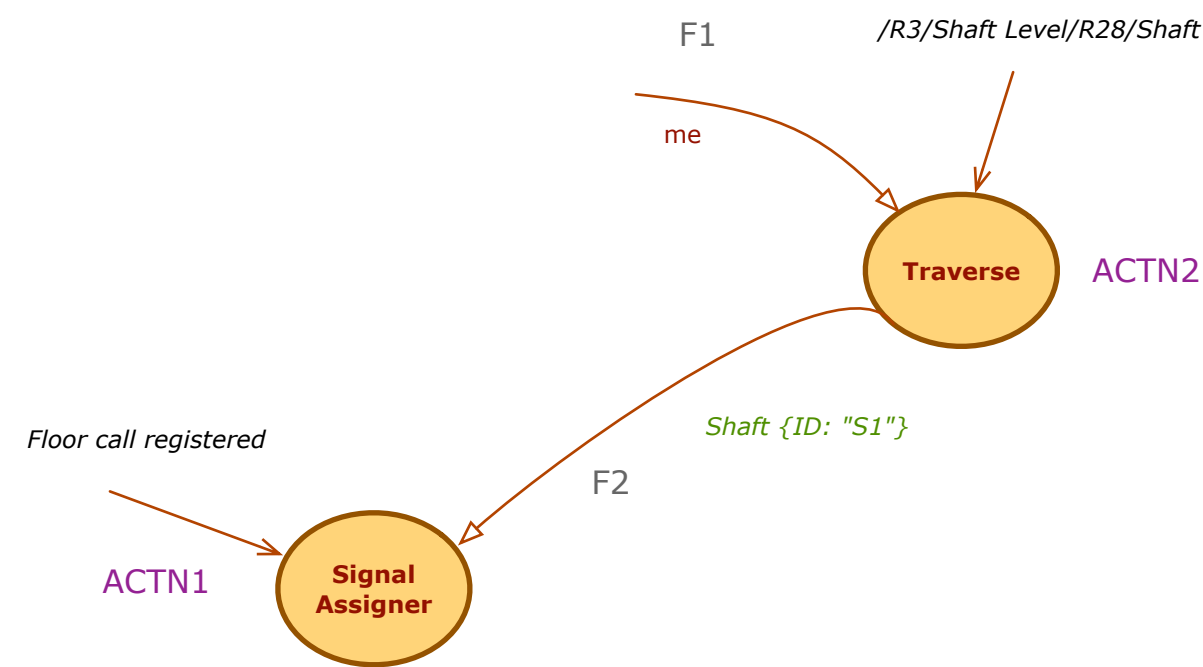 F1
/R3/Shaft Level/R28/Shaft
me
Traverse
ACTN2
Shaft {ID: "S1"}
Floor call registered
F2
ACTN1
Signal
Assigner